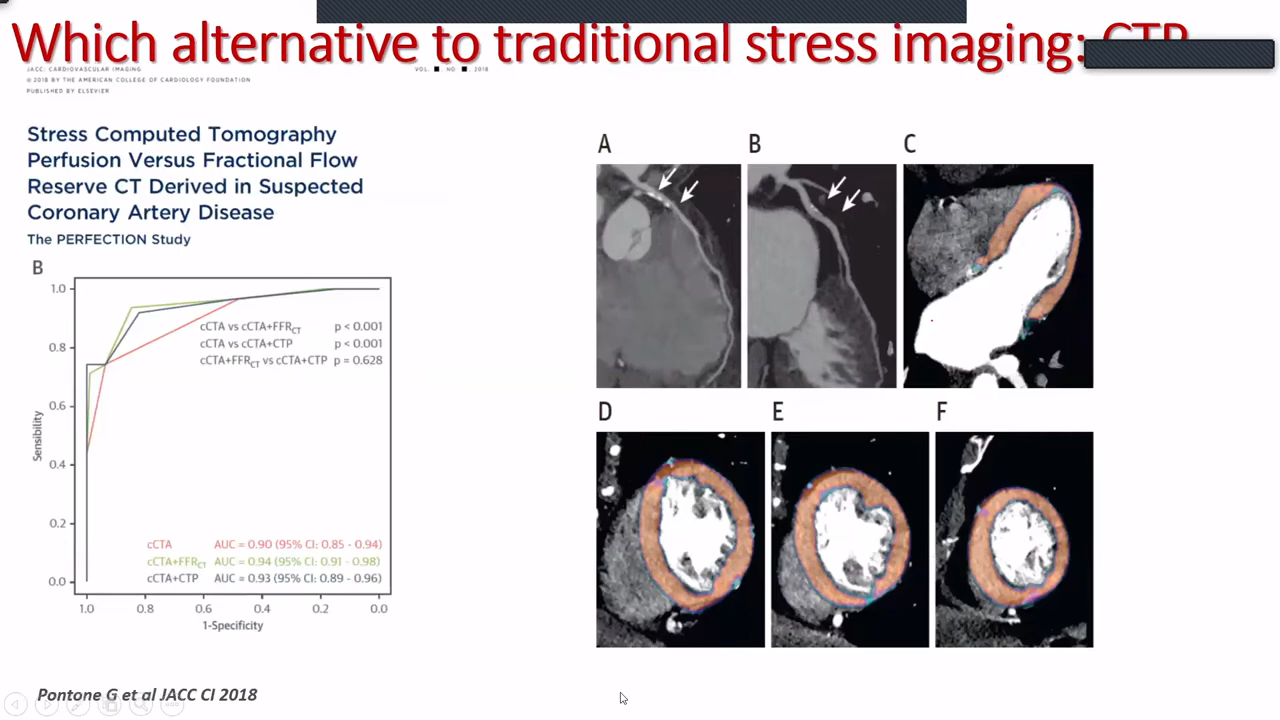 Which alternative to traditional stress imaging: CTP
JACC: CARDIOVASCULAR IMAGING
VOL. ■, NO. ■, 2018
© 2018 BY THE AMERICAN COLLEGE OF CARDIOLOGY FOUNDATION
PUBLISHED BY ELSEVIER
Stress Computed Tomography
Perfusion Versus Fractional Flow
Reserve CT Derived in Suspected
Coronary Artery Disease
The PERFECTION Study
B
1.0
0.8
0.6
0.4
0.2
0.0
Sensibility
cCTA vs cCTA+FFRCT p < 0.001
cCTA vs cCTA+CTP p < 0.001
cCTA+FFRCT vs cCTA+CTP p = 0.628
cCTA AUC = 0.90 (95% CI: 0.85 - 0.94)
cCTA+FFRCT AUC = 0.94 (95% CI: 0.91 - 0.98)
cCTA+CTP AUC = 0.93 (95% CI: 0.89 - 0.96)
1.0 0.8 0.6 0.4 0.2 0.0
1-Specificity
A B C
D E F
Pontone G et al JACC CI 2018